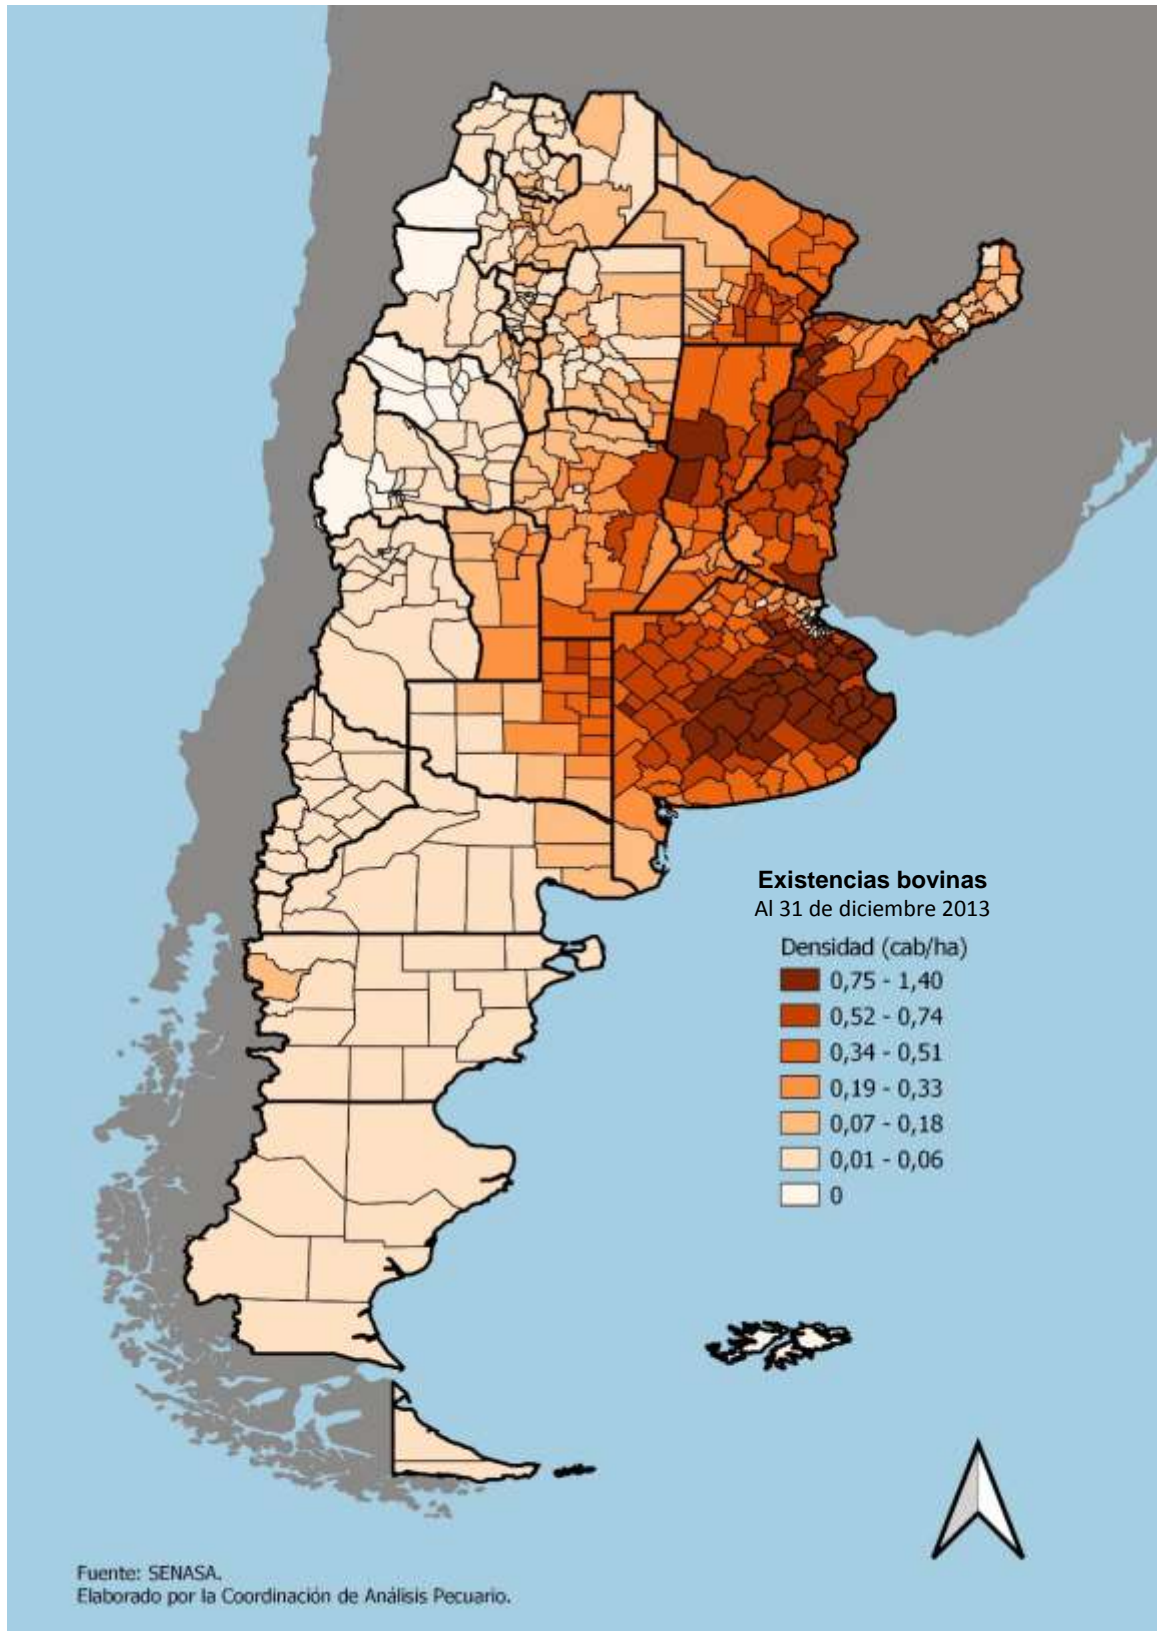 Existencias bovinas
Al 31 de diciembre 2013
Densidad (cab/ha)
0,75 - 1,40
0,52 - 0,74
0,34 - 0,51
0,19 - 0,33
0,07 - 0,18
0,01 - 0,06
0
Fuente: SENASA.
Elaborado por la Coordinación de Análisis Pecuario.